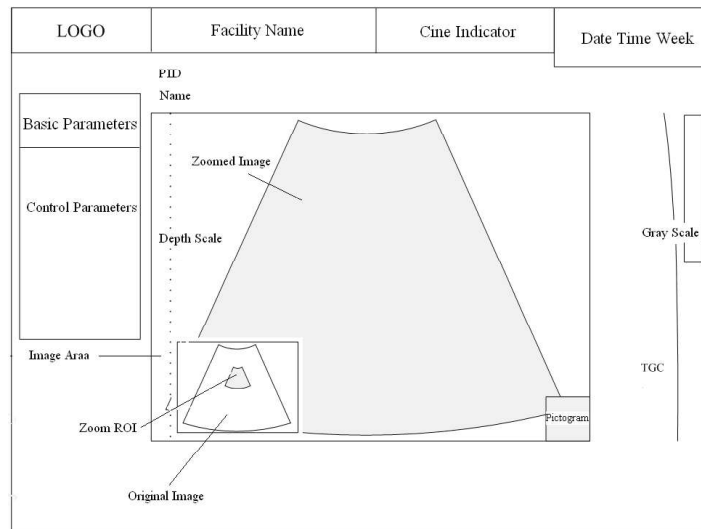 LOGO
Facility Name
Cine Indicator
Date Time Week
PID
Name
Basic Parameters
Zoomed Image
Control Parameters
Depth Scale
Gray Scale
Image Araa
TGC
Pictogram
Zoom ROI
Original Image